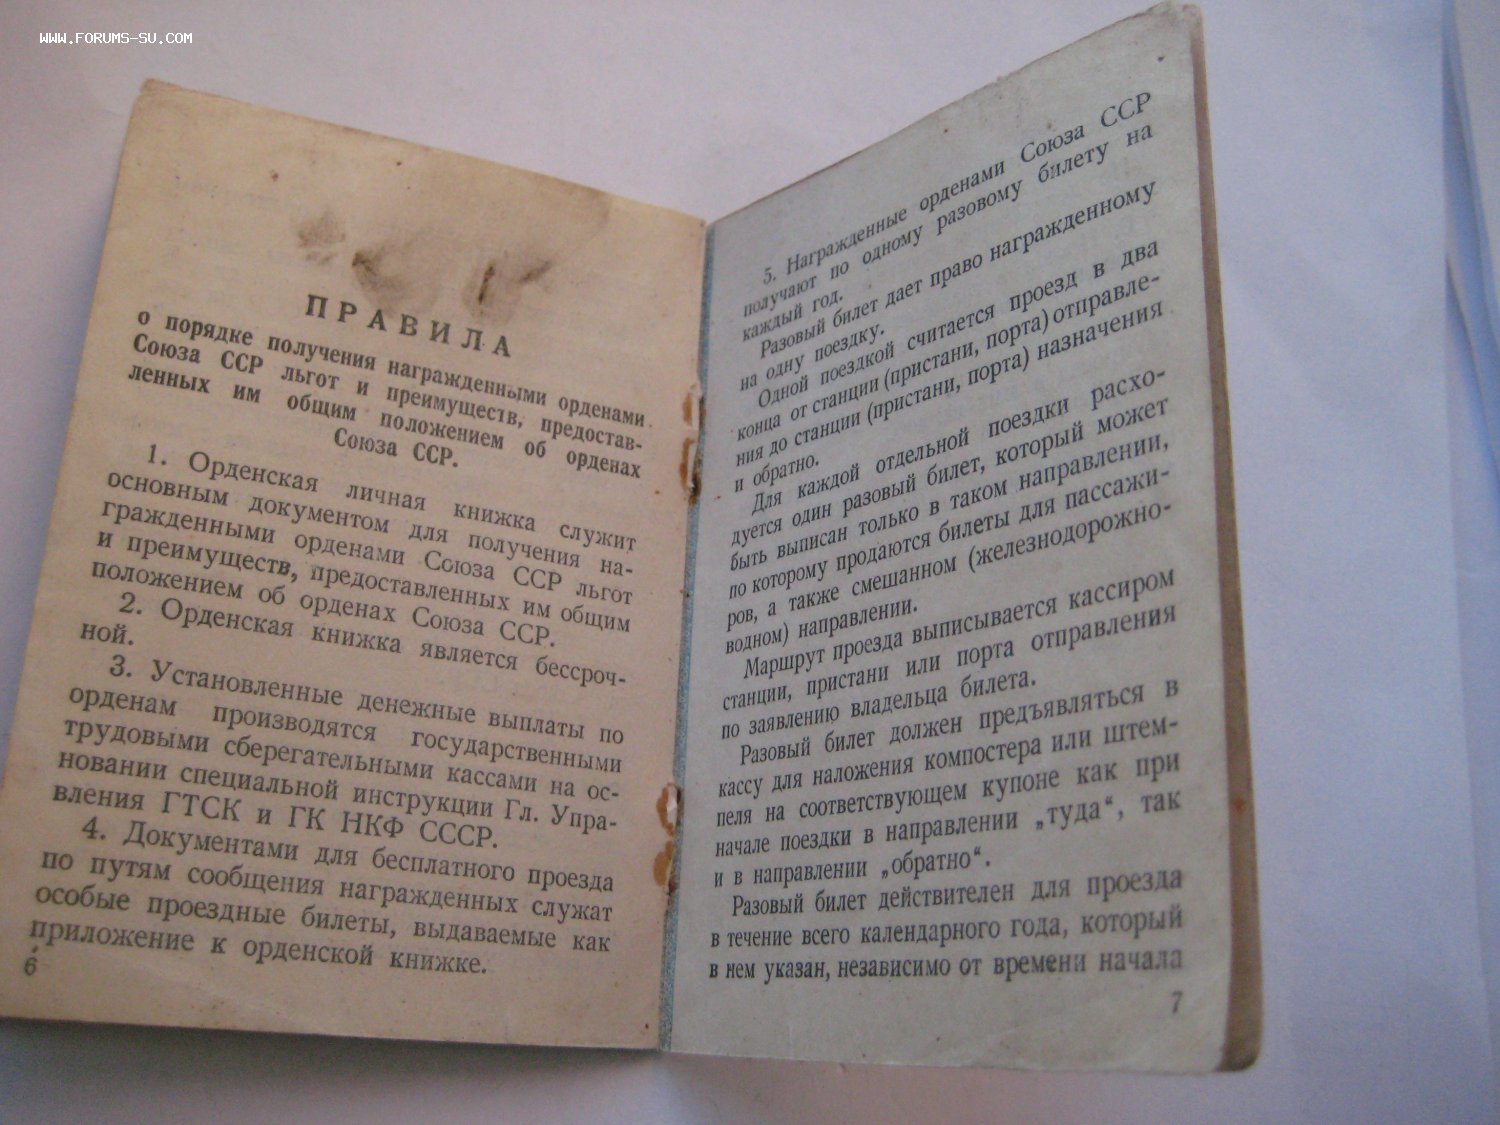 WWW.FORUMS-SU.COM
ПРАВИЛА
о порядке получения награжденными орденами
Союза ССР льгот и преимуществ, предостав-
ленных им общим положением об орденах
Союза ССР.
1. Орденская личная книжка служит
основным документом для получения на-
гражденными орденами Союза ССР льгот
и преимуществ, предоставленных им общим
положением об орденах Союза ССР.
2. Орденская книжка является бессроч-
ной.
3. Установленные денежные выплаты по
орденам производятся государственными
трудовыми сберегательными кассами на ос-
новании специальной инструкции Гл. Упра-
вления ГТСК и ГК НКФ СССР.
4. Документами для бесплатного проезда
по путям сообщения награжденных служат
особые проездные билеты, выдаваемые как
приложение к орденской книжке.
6
5. Награжденные орденами Союза ССР
получают по одному разовому билету на
каждый год.
Разовый билет дает право награжденному
на одну поездку.
Одной поездкой считается проезд в два
конца от станции (пристани, порта) отправле-
ния до станции (пристани, порта) назначения
и обратно.
Для каждой отдельной поездки расхо-
дуется один разовый билет, который может
быть выписан только в таком направлении,
по которому продаются билеты для пассажи-
ров, а также смешанном (железнодорожно-
водном) направлении.
Маршрут проезда выписывается кассиром
станции, пристани или порта отправления
по заявлению владельца билета.
Разовый билет должен предъявляться в
кассу для наложения компостера или штем-
пеля на соответствующем купоне как при
начале поездки в направлении „туда“, так
и в направлении „обратно“.
Разовый билет действителен для проезда
в течение всего календарного года, который
в нем указан, независимо от времени начала
7